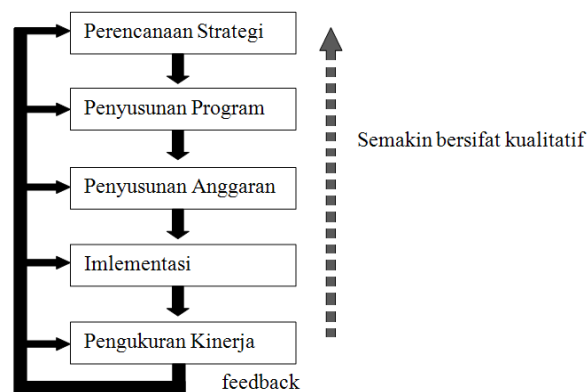 Perencanaan Strategi
Penyusunan Program
Semakin bersifat kualitatif
Penyusunan Anggaran
Imlementasi
Pengukuran Kinerja
feedback